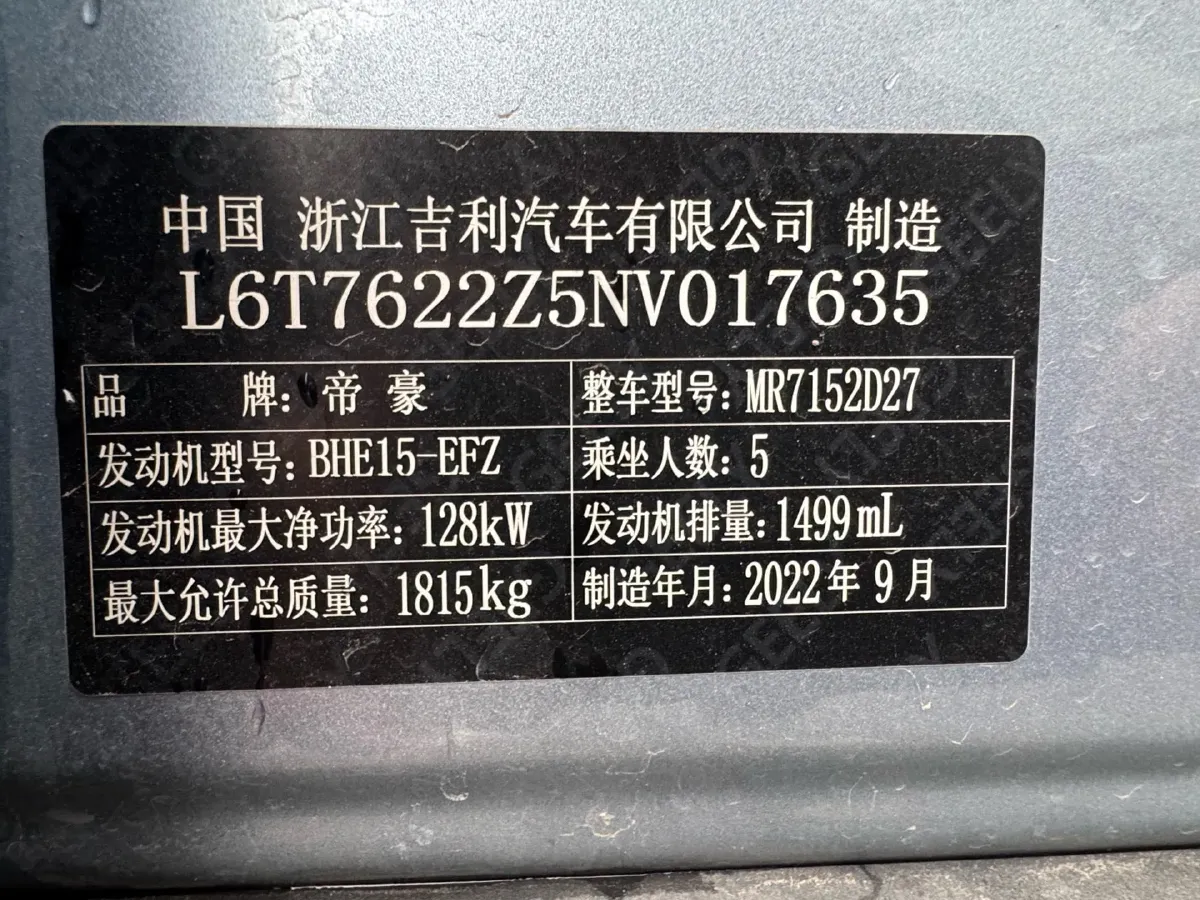 中国 浙江吉利汽车有限公司 制造
L6T7622Z5NV017635
品 牌：帝豪 整车型号：MR7152D27
发动机型号：BHE15-EFZ 乘坐人数：5
发动机最大净功率：128kW 发动机排量：1499mL
最大允许总质量：1815kg 制造年月：2022年9月